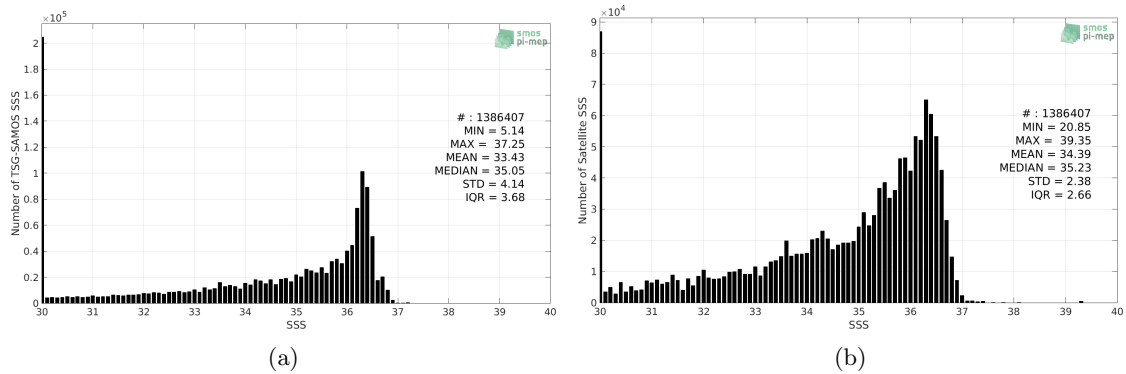 ×10⁵
2
1.8
1.6
1.4
1.2
1
0.8
0.6
0.4
0.2
0
Number of TSG-SAMOS SSS
smos
pi-mep
# : 1386407
MIN = 5.14
MAX = 37.25
MEAN = 33.43
MEDIAN = 35.05
STD = 4.14
IQR = 3.68
30 31 32 33 34 35 36 37 38 39 40
SSS
(a)
×10⁴
9
8
7
6
5
4
3
2
1
0
Number of Satellite SSS
smos
pi-mep
# : 1386407
MIN = 20.85
MAX = 39.35
MEAN = 34.39
MEDIAN = 35.23
STD = 2.38
IQR = 2.66
30 31 32 33 34 35 36 37 38 39 40
SSS
(b)